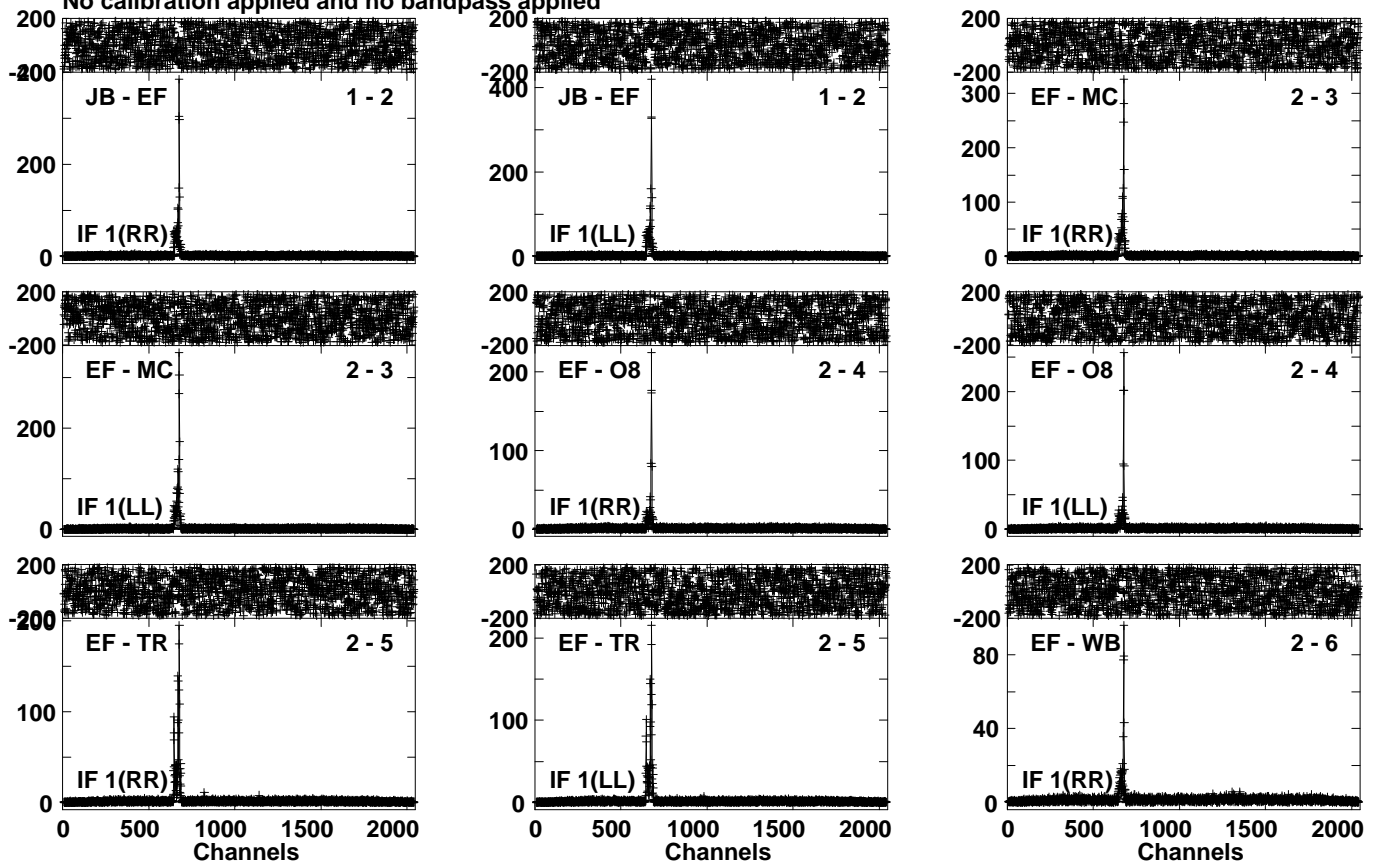 No calibration applied and no bandpass applied
200 200 200
-200 -200 -200
JB - EF 1 - 2 JB - EF 1 - 2 EF - MC 2 - 3
400 300
200 200 200
100
0 0 0
IF 1(RR) IF 1(LL) IF 1(RR)
200 200 200
-200 -200 -200
EF - MC 2 - 3 EF - O8 2 - 4 EF - O8 2 - 4
200 200 200
100 100
0 0 0
IF 1(LL) IF 1(RR) IF 1(LL)
200 200 200
-200 -200 -200
EF - TR 2 - 5 EF - TR 2 - 5 EF - WB 2 - 6
200 80
100 100 40
0 0 0
IF 1(RR) IF 1(LL) IF 1(RR)
0 500 1000 1500 2000 0 500 1000 1500 2000 0 500 1000 1500 2000
Channels Channels Channels